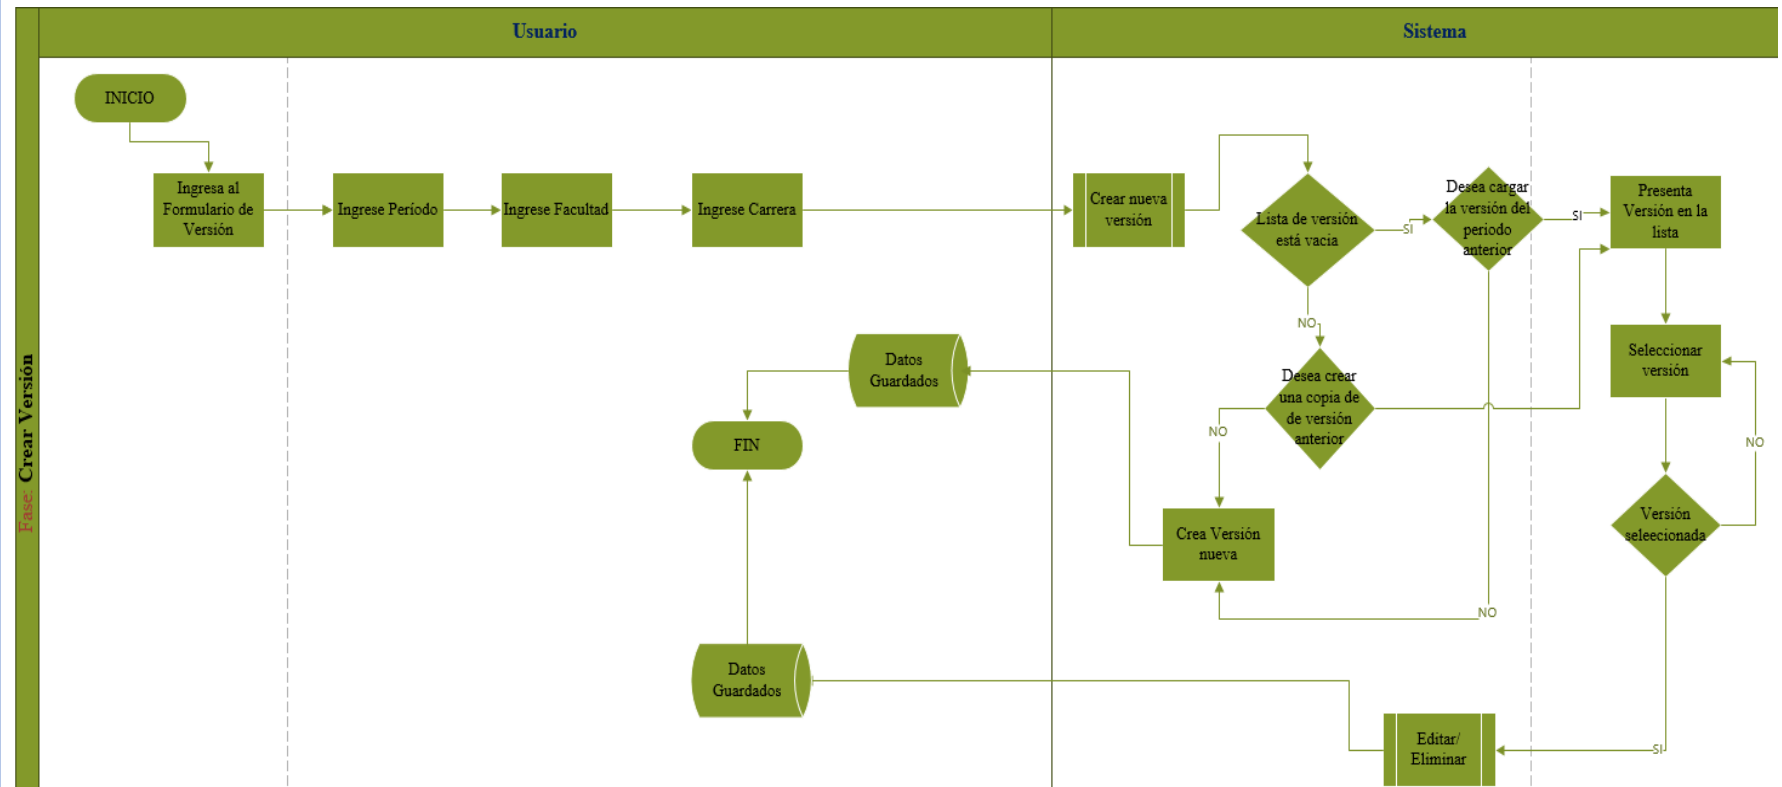 Usuario
Sistema
Fase: Crear Versión
INICIO
Ingresa al
Formulario de
Versión
Ingrese Período
Ingrese Facultad
Ingrese Carrera
Crear nueva
versión
Lista de versión
está vacia
SI
Desea cargar
la versión del
periodo
anterior
SI
Presenta
Versión en la
lista
NO
Desea crear
una copia de
de versión
anterior
NO
Seleccionar
versión
NO
Versión
seleecionada
Datos
Guardados
FIN
Crea Versión
nueva
NO
Datos
Guardados
Editar/
Eliminar
SI